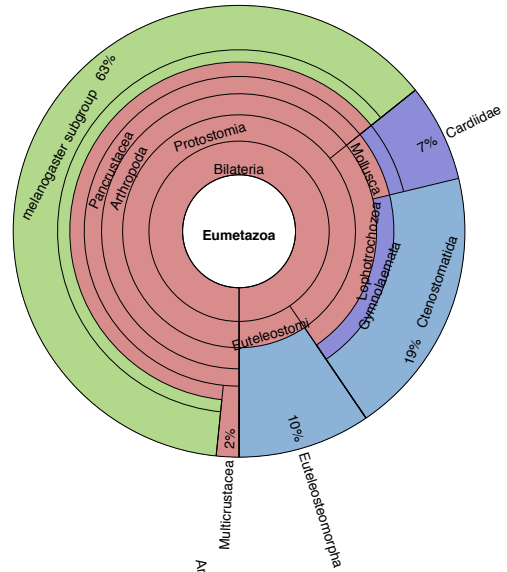 melanogaster subgroup 63%
Pancrustacea
Arthropoda
Protostomia
Bilateria
Eumetazoa
Mollusca
7%
Cardiidae
Lophotrochozoa
Gymnolaemata
19% Ctenostomatida
Euteleostomi
10% Euteleosteomorpha
2%
Multicrustacea
Ar